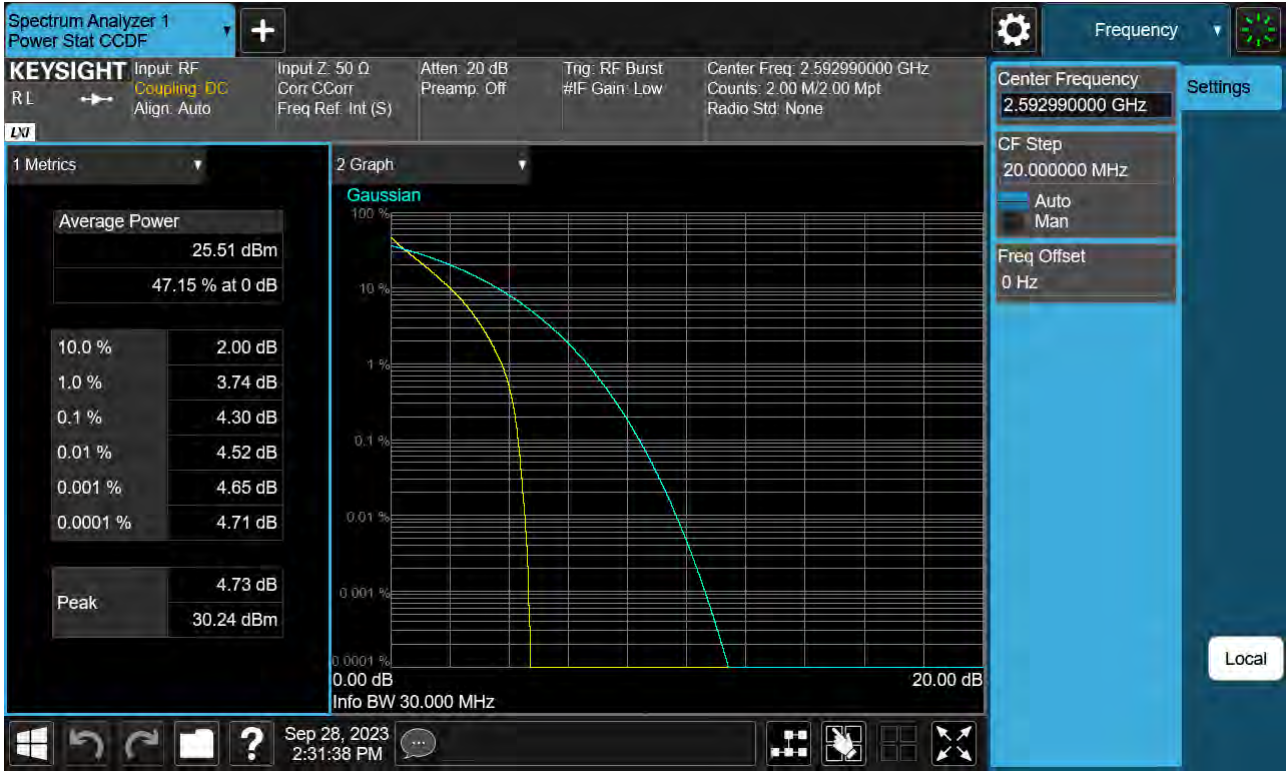 Spectrum Analyzer 1
Power Stat CCDF
Frequency
KEYSIGHT
RL
LXI
Input: RF
Coupling: DC
Align: Auto
Input Z: 50 Ω
Corr CCorr
Freq Ref: Int (S)
Atten: 20 dB
Preamp: Off
Trig: RF Burst
#IF Gain: Low
Center Freq: 2.592990000 GHz
Counts: 2.00 M/2.00 Mpt
Radio Std: None
Center Frequency
2.592990000 GHz
Settings
CF Step
20.000000 MHz
Auto
Man
Freq Offset
0 Hz
Local
1 Metrics
Average Power
25.51 dBm
47.15 % at 0 dB
10.0 % 2.00 dB
1.0 % 3.74 dB
0.1 % 4.30 dB
0.01 % 4.52 dB
0.001 % 4.65 dB
0.0001 % 4.71 dB
Peak
4.73 dB
30.24 dBm
2 Graph
Gaussian
100 %
10 %
1 %
0.1 %
0.01 %
0.001 %
0.0001 %
0.00 dB 20.00 dB
Info BW 30.000 MHz
?
Sep 28, 2023
2:31:38 PM